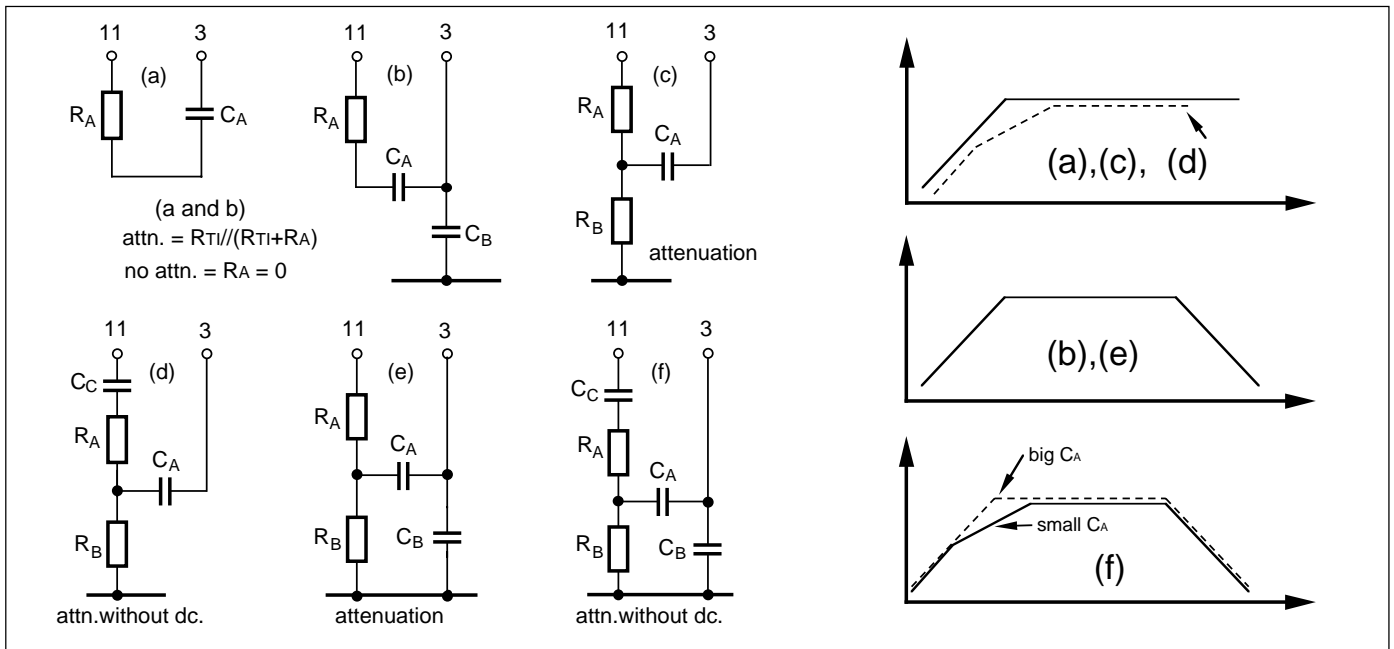 11 3
(a)
RA
CA
(a and b)
attn. = RTI//(RTI+RA)
no attn. = RA = 0
11 3
(b)
RA
CA
CB
11 3
(c)
RA
CA
RB
attenuation
11 3
(d)
CC
RA
CA
RB
attn.without dc.
11 3
(e)
RA
CA
RB
CB
attenuation
11 3
(f)
CC
RA
CA
RB
CB
attn.without dc.
(a),(c), (d)
(b),(e)
big CA
small CA
(f)